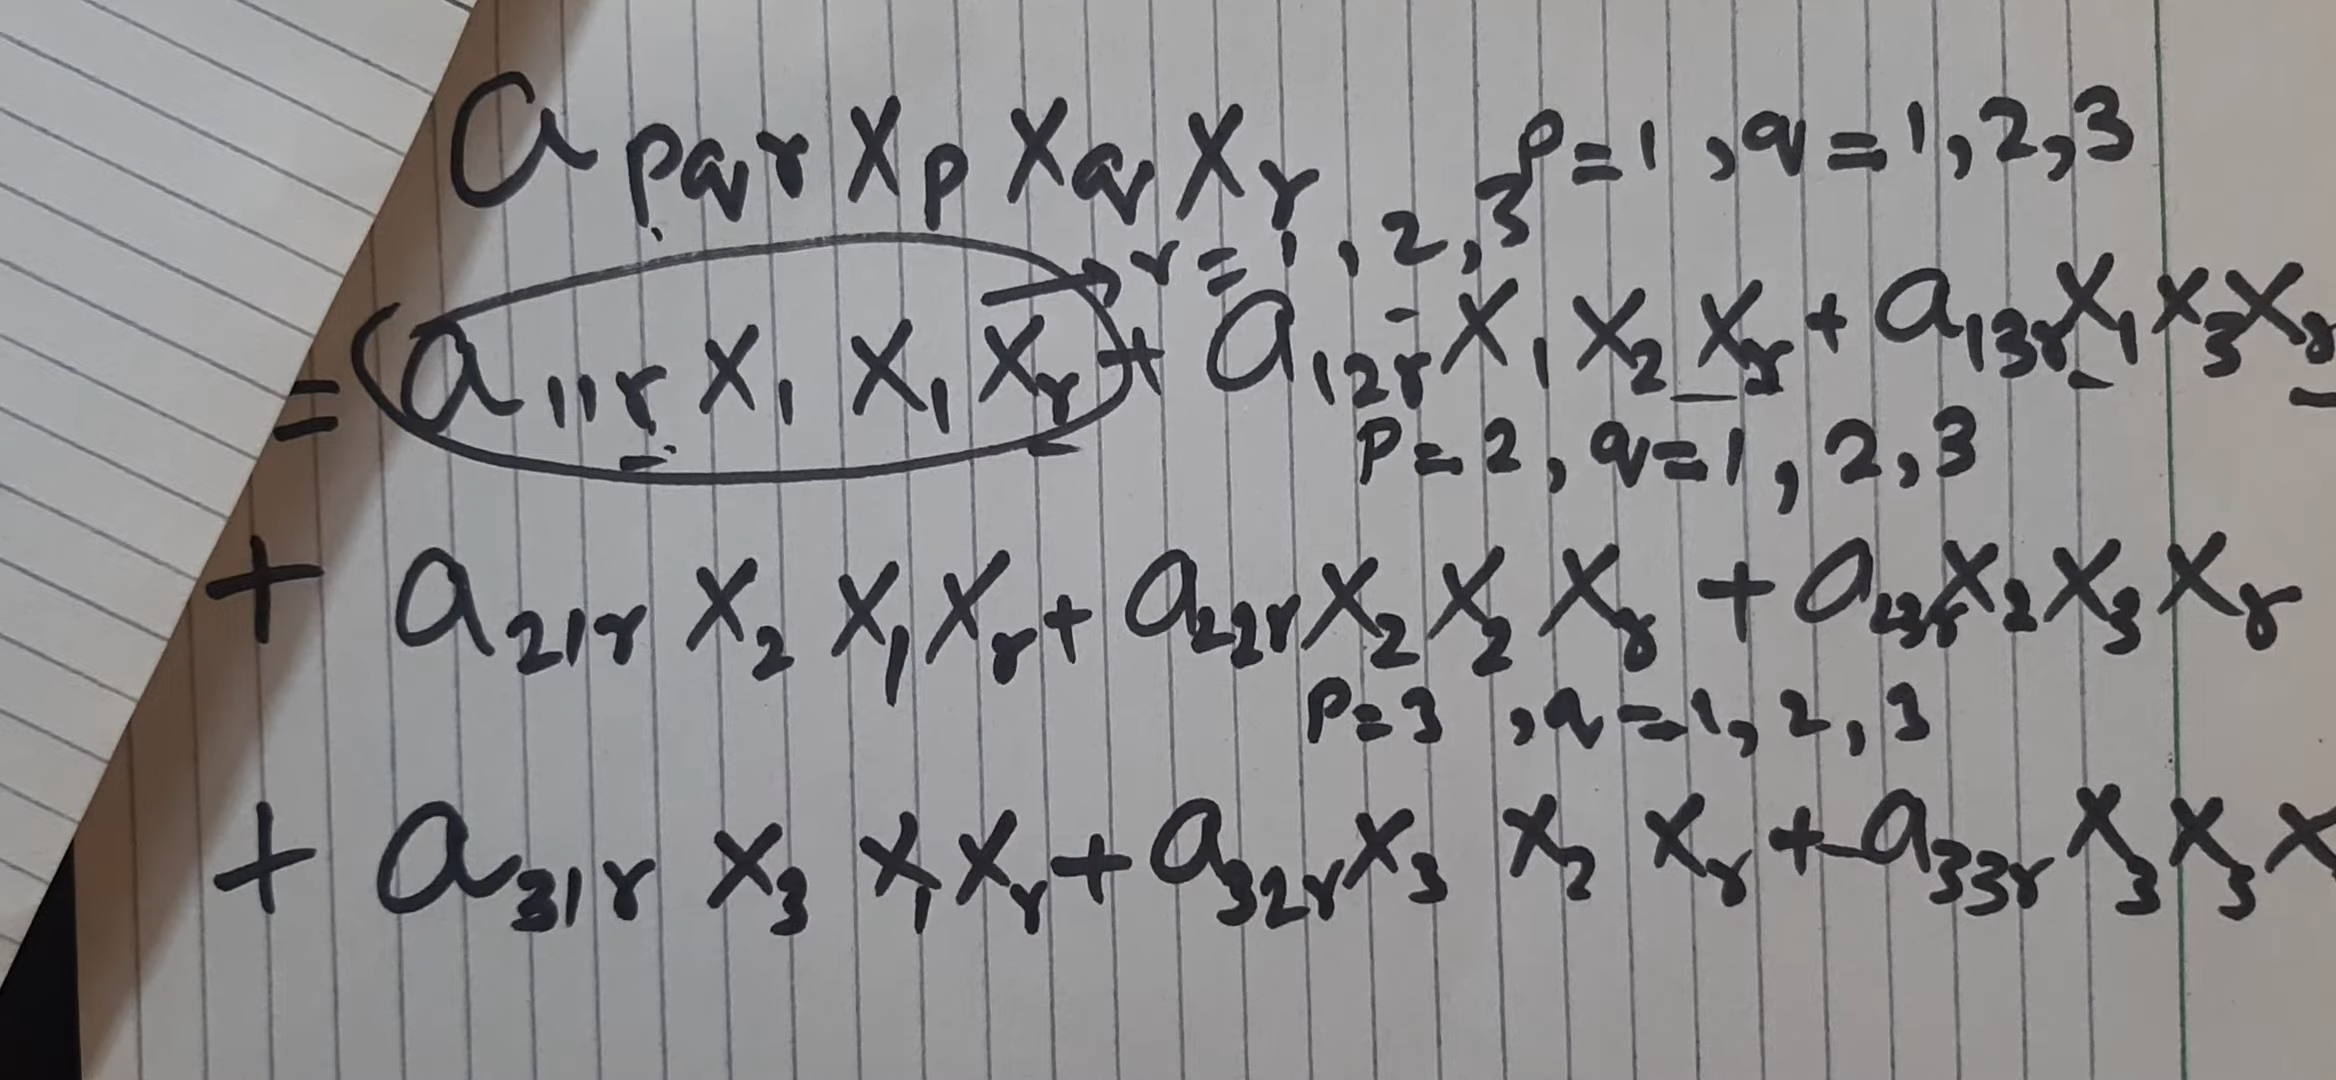 a_{pqr} x_p x_q x_r p=1, q=1,2,3
r=1,2,3
= a_{11r} x_1 x_1 x_r + a_{12r} x_1 x_2 x_r + a_{13r} x_1 x_3 x_r
p=2, q=1,2,3
+ a_{21r} x_2 x_1 x_r + a_{22r} x_2 x_2 x_r + a_{23r} x_2 x_3 x_r
p=3, q=1,2,3
+ a_{31r} x_3 x_1 x_r + a_{32r} x_3 x_2 x_r + a_{33r} x_3 x_3 x